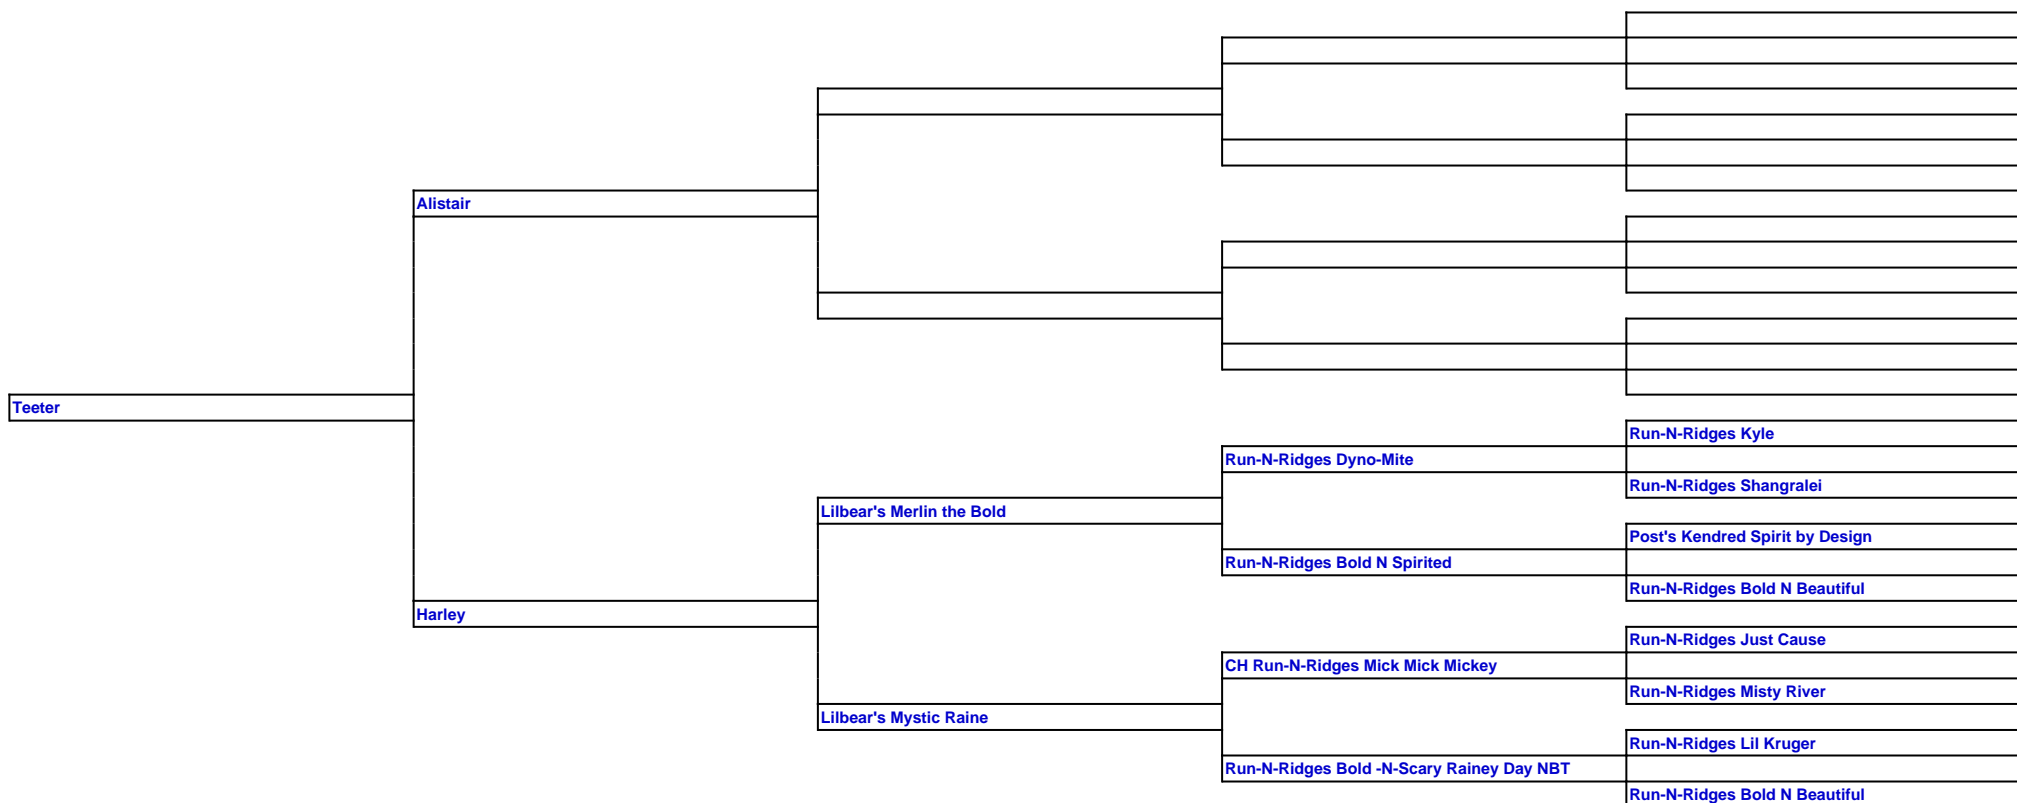 Alistair
Teeter
Run-N-Ridges Kyle
Run-N-Ridges Dyno-Mite
Run-N-Ridges Shangralei
Lilbear's Merlin the Bold
Post's Kendred Spirit by Design
Run-N-Ridges Bold N Spirited
Run-N-Ridges Bold N Beautiful
Harley
Run-N-Ridges Just Cause
CH Run-N-Ridges Mick Mick Mickey
Run-N-Ridges Misty River
Lilbear's Mystic Raine
Run-N-Ridges Lil Kruger
Run-N-Ridges Bold -N-Scary Rainey Day NBT
Run-N-Ridges Bold N Beautiful